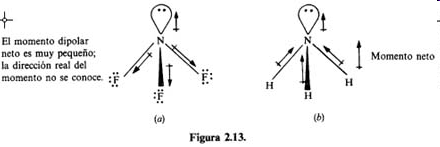 El momento dipolar
neto es muy pequeño;
la dirección real del
momento no se conoce.
N
:F:
:F:
F:
(a)
N
H
H
H
(b)
Momento neto
Figura 2.13.